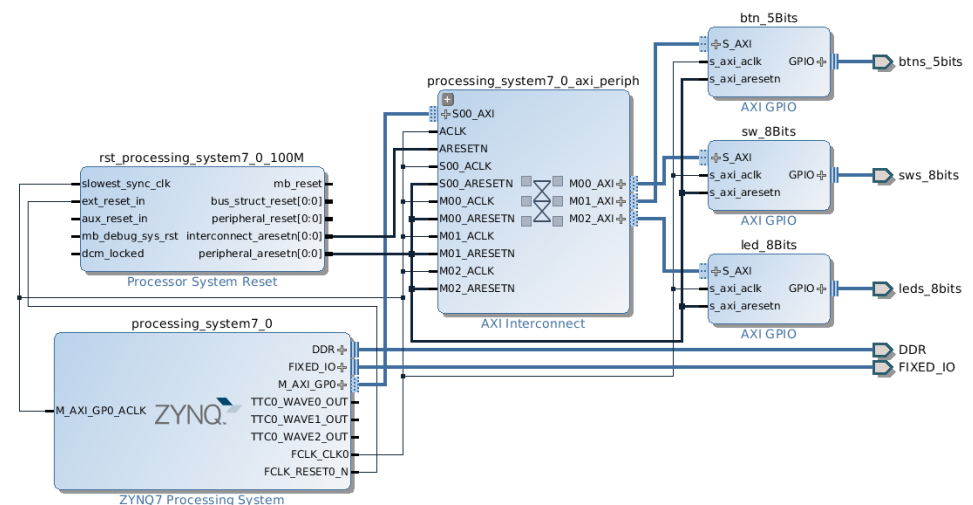 btn_5Bits
S_AXI
s_axi_aclk
s_axi_aresetn
GPIO
AXI GPIO
btns_5bits
processing_system7_0_axi_periph
S00_AXI
ACLK
ARESETN
S00_ACLK
S00_ARESETN
M00_ACLK
M00_ARESETN
M01_ACLK
M01_ARESETN
M02_ACLK
M02_ARESETN
M00_AXI
M01_AXI
M02_AXI
AXI Interconnect
sw_8Bits
S_AXI
s_axi_aclk
s_axi_aresetn
GPIO
AXI GPIO
sws_8bits
rst_processing_system7_0_100M
slowest_sync_clk
ext_reset_in
aux_reset_in
mb_debug_sys_rst
dcm_locked
mb_reset
bus_struct_reset[0:0]
peripheral_reset[0:0]
interconnect_aresetn[0:0]
peripheral_aresetn[0:0]
Processor System Reset
led_8Bits
S_AXI
s_axi_aclk
s_axi_aresetn
GPIO
AXI GPIO
leds_8bits
processing_system7_0
M_AXI_GP0_ACLK
ZYNQ
DDR
FIXED_IO
M_AXI_GP0
TTC0_WAVE0_OUT
TTC0_WAVE1_OUT
TTC0_WAVE2_OUT
FCLK_CLK0
FCLK_RESET0_N
ZYNQ7 Processing System
DDR
FIXED_IO